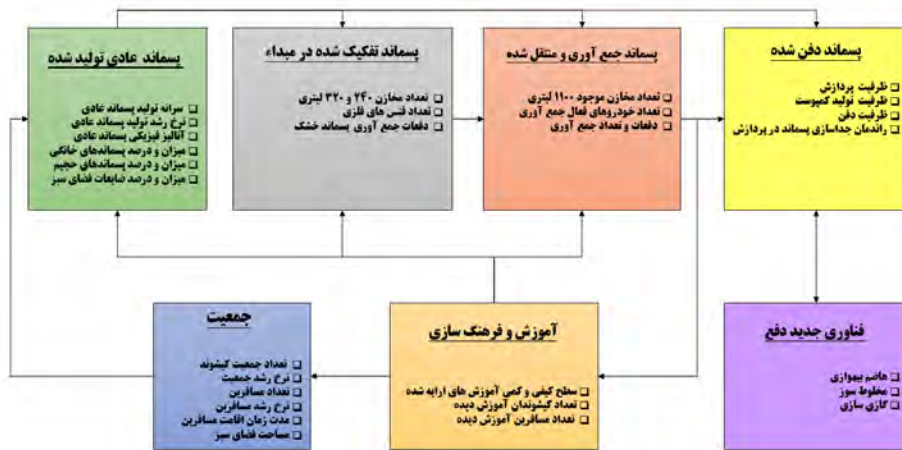 پسماند عادی تولید شده
❑ سرانه تولید پسماند عادی
❑ نرخ رشد تولید پسماند عادی
❑ آنالیز فیزیکی پسماند عادی
❑ میزان و درصد پسماندهای خانگی
❑ میزان و درصد پسماندهای حجیم
❑ میزان و درصد ضایعات فضای سبز
پسماند تفکیک شده در مبداء
❑ تعداد مخازن ۲۴۰ و ۳۲۰ لیتری
❑ تعداد قفس های فلزی
❑ دفعات جمع آوری پسماند خشک
پسماند جمع آوری و منتقل شده
❑ تعداد مخازن موجود ۱۱۰۰ لیتری
❑ تعداد خودروهای فعال جمع آوری
❑ دفعات و تعداد جمع آوری
پسماند دفن شده
❑ ظرفیت پردازش
❑ ظرفیت تولید کمپوست
❑ ظرفیت دفن
❑ راندمان جداسازی پسماند در پردازش
جمعیت
❑ تعداد جمعیت کیشوند
❑ نرخ رشد جمعیت
❑ تعداد مسافرین
❑ نرخ رشد مسافرین
❑ مدت زمان اقامت مسافرین
❑ مساحت فضای سبز
آموزش و فرهنگ سازی
❑ سطح کیفی و کمی آموزش های ارایه شده
❑ تعداد کیشوندان آموزش دیده
❑ تعداد مسافرین آموزش دیده
فناوری جدید دفع
❑ هاضم بیهوازی
❑ مخلوط سوز
❑ گازی سازی